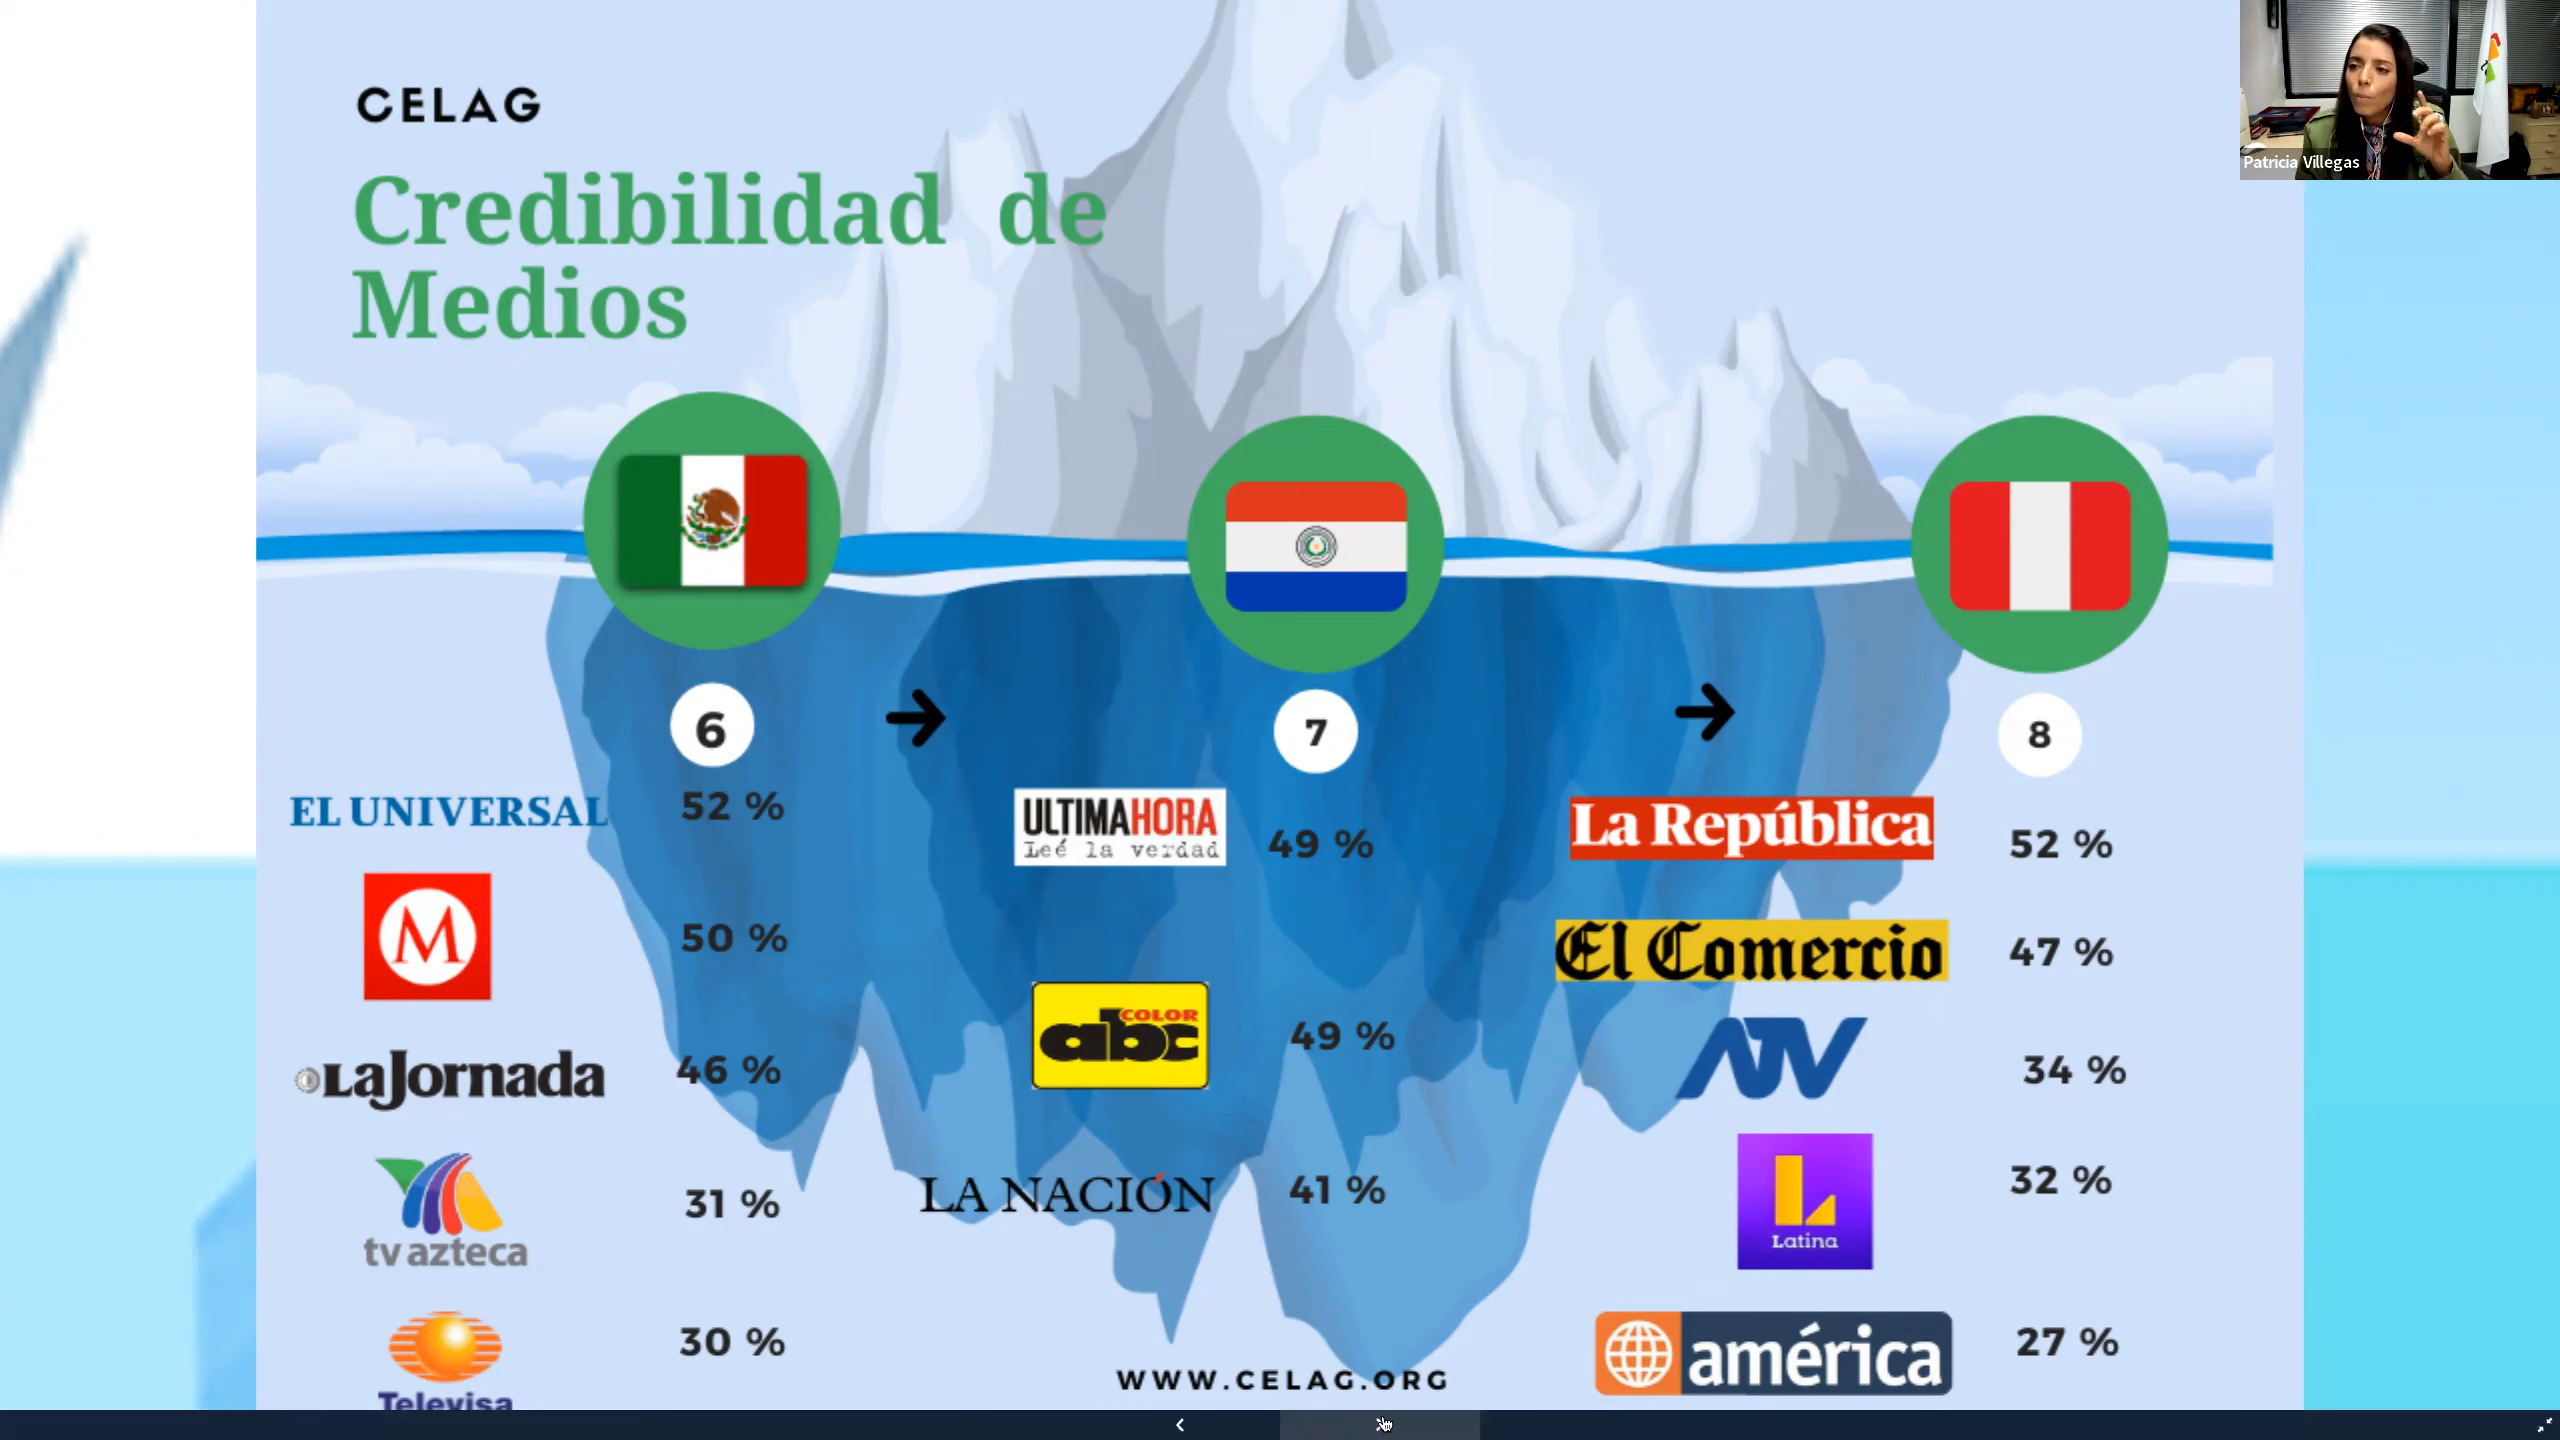 CELAG
Credibilidad de
Medios
Patricia Villegas
6
7
8
EL UNIVERSAL
52 %
M
50 %
LaJornada
46 %
tv azteca
31 %
Televisa
30 %
ULTIMAHORA
Leé la verdad
49 %
abc
COLOR
49 %
LA NACIÓN
41 %
La República
52 %
El Comercio
47 %
ATV
34 %
L
Latina
32 %
américa
27 %
WWW.CELAG.ORG